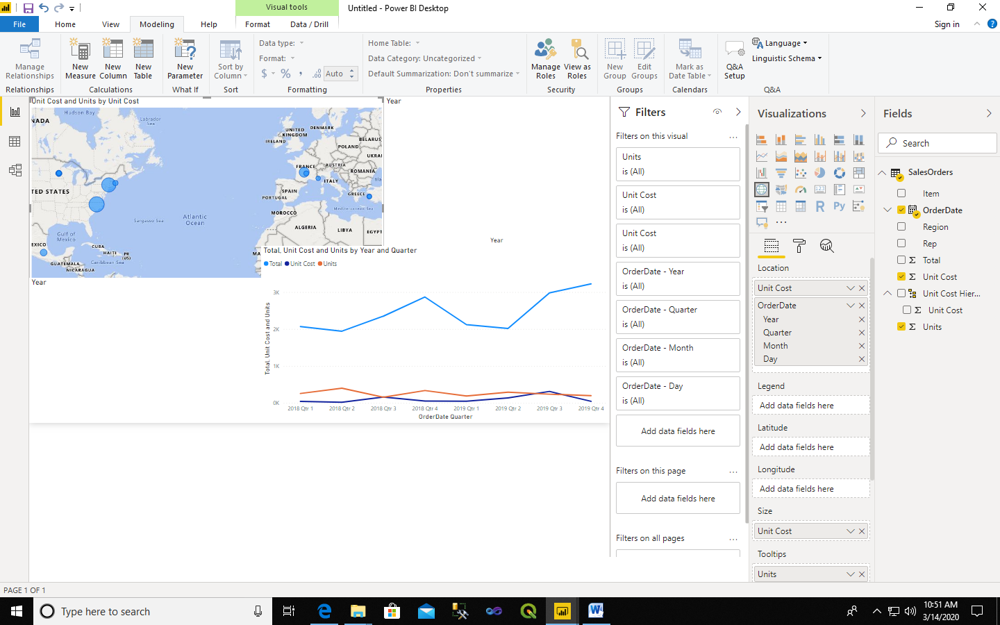 Visual tools
Untitled - Power BI Desktop
File
Home
View
Modeling
Help
Format
Data / Drill
Sign in
Manage Relationships
New Measure
New Column
New Table
New Parameter
Sort by Column
Data type:
Format:
$ % , .00 Auto
Home Table:
Data Category: Uncategorized
Default Summarization: Don't summarize
Manage Roles
View as Roles
New Group
Edit Groups
Mark as Date Table
Q&A Setup
Language
Linguistic Schema
Relationships
Calculations
What If
Sort
Formatting
Properties
Security
Groups
Calendars
Q&A
Unit Cost and Units by Unit Cost
Hudson Bay
NADA
Labrador Sea
UNITED KINGDOM
DENMARK
IRELAND
BELARUS
POLAND
UKRAI
FRANCE
AUSTRIA
ROMANIA
ITALY
Bla
TED STATES
SPAIN
PORTUGAL
GREECE
Mediterranean Sea
MOROCCO
Sargasso Sea
Atlantic Ocean
ALGERIA
LIBYA
EGYPT
Gulf of Mexico
EXICO
CUBA
HAITI
PR (US)
MA
GUATEMALA
Caribbean Sea
NICARAGUA
Year
Year
Year
Total, Unit Cost and Units by Year and Quarter
Total Unit Cost Units
Total, Unit Cost and Units
3K
2K
1K
0K
2018 Qtr 1 2018 Qtr 2 2018 Qtr 3 2018 Qtr 4 2019 Qtr 1 2019 Qtr 2 2019 Qtr 3 2019 Qtr 4
OrderDate Quarter
Filters
Filters on this visual ...
Units
is (All)
Unit Cost
is (All)
Unit Cost
is (All)
OrderDate - Year
is (All)
OrderDate - Quarter
is (All)
OrderDate - Month
is (All)
OrderDate - Day
is (All)
Add data fields here
Filters on this page ...
Add data fields here
Filters on all pages ...
Visualizations
R Py
...
Location
Unit Cost
OrderDate
Year
Quarter
Month
Day
Legend
Add data fields here
Latitude
Add data fields here
Longitude
Add data fields here
Size
Unit Cost
Tooltips
Units
Fields
Search
SalesOrders
Item
OrderDate
Region
Rep
Σ Total
Σ Unit Cost
Unit Cost Hier...
Σ Unit Cost
Σ Units
PAGE 1 OF 1
Type here to search
10:51 AM
3/14/2020